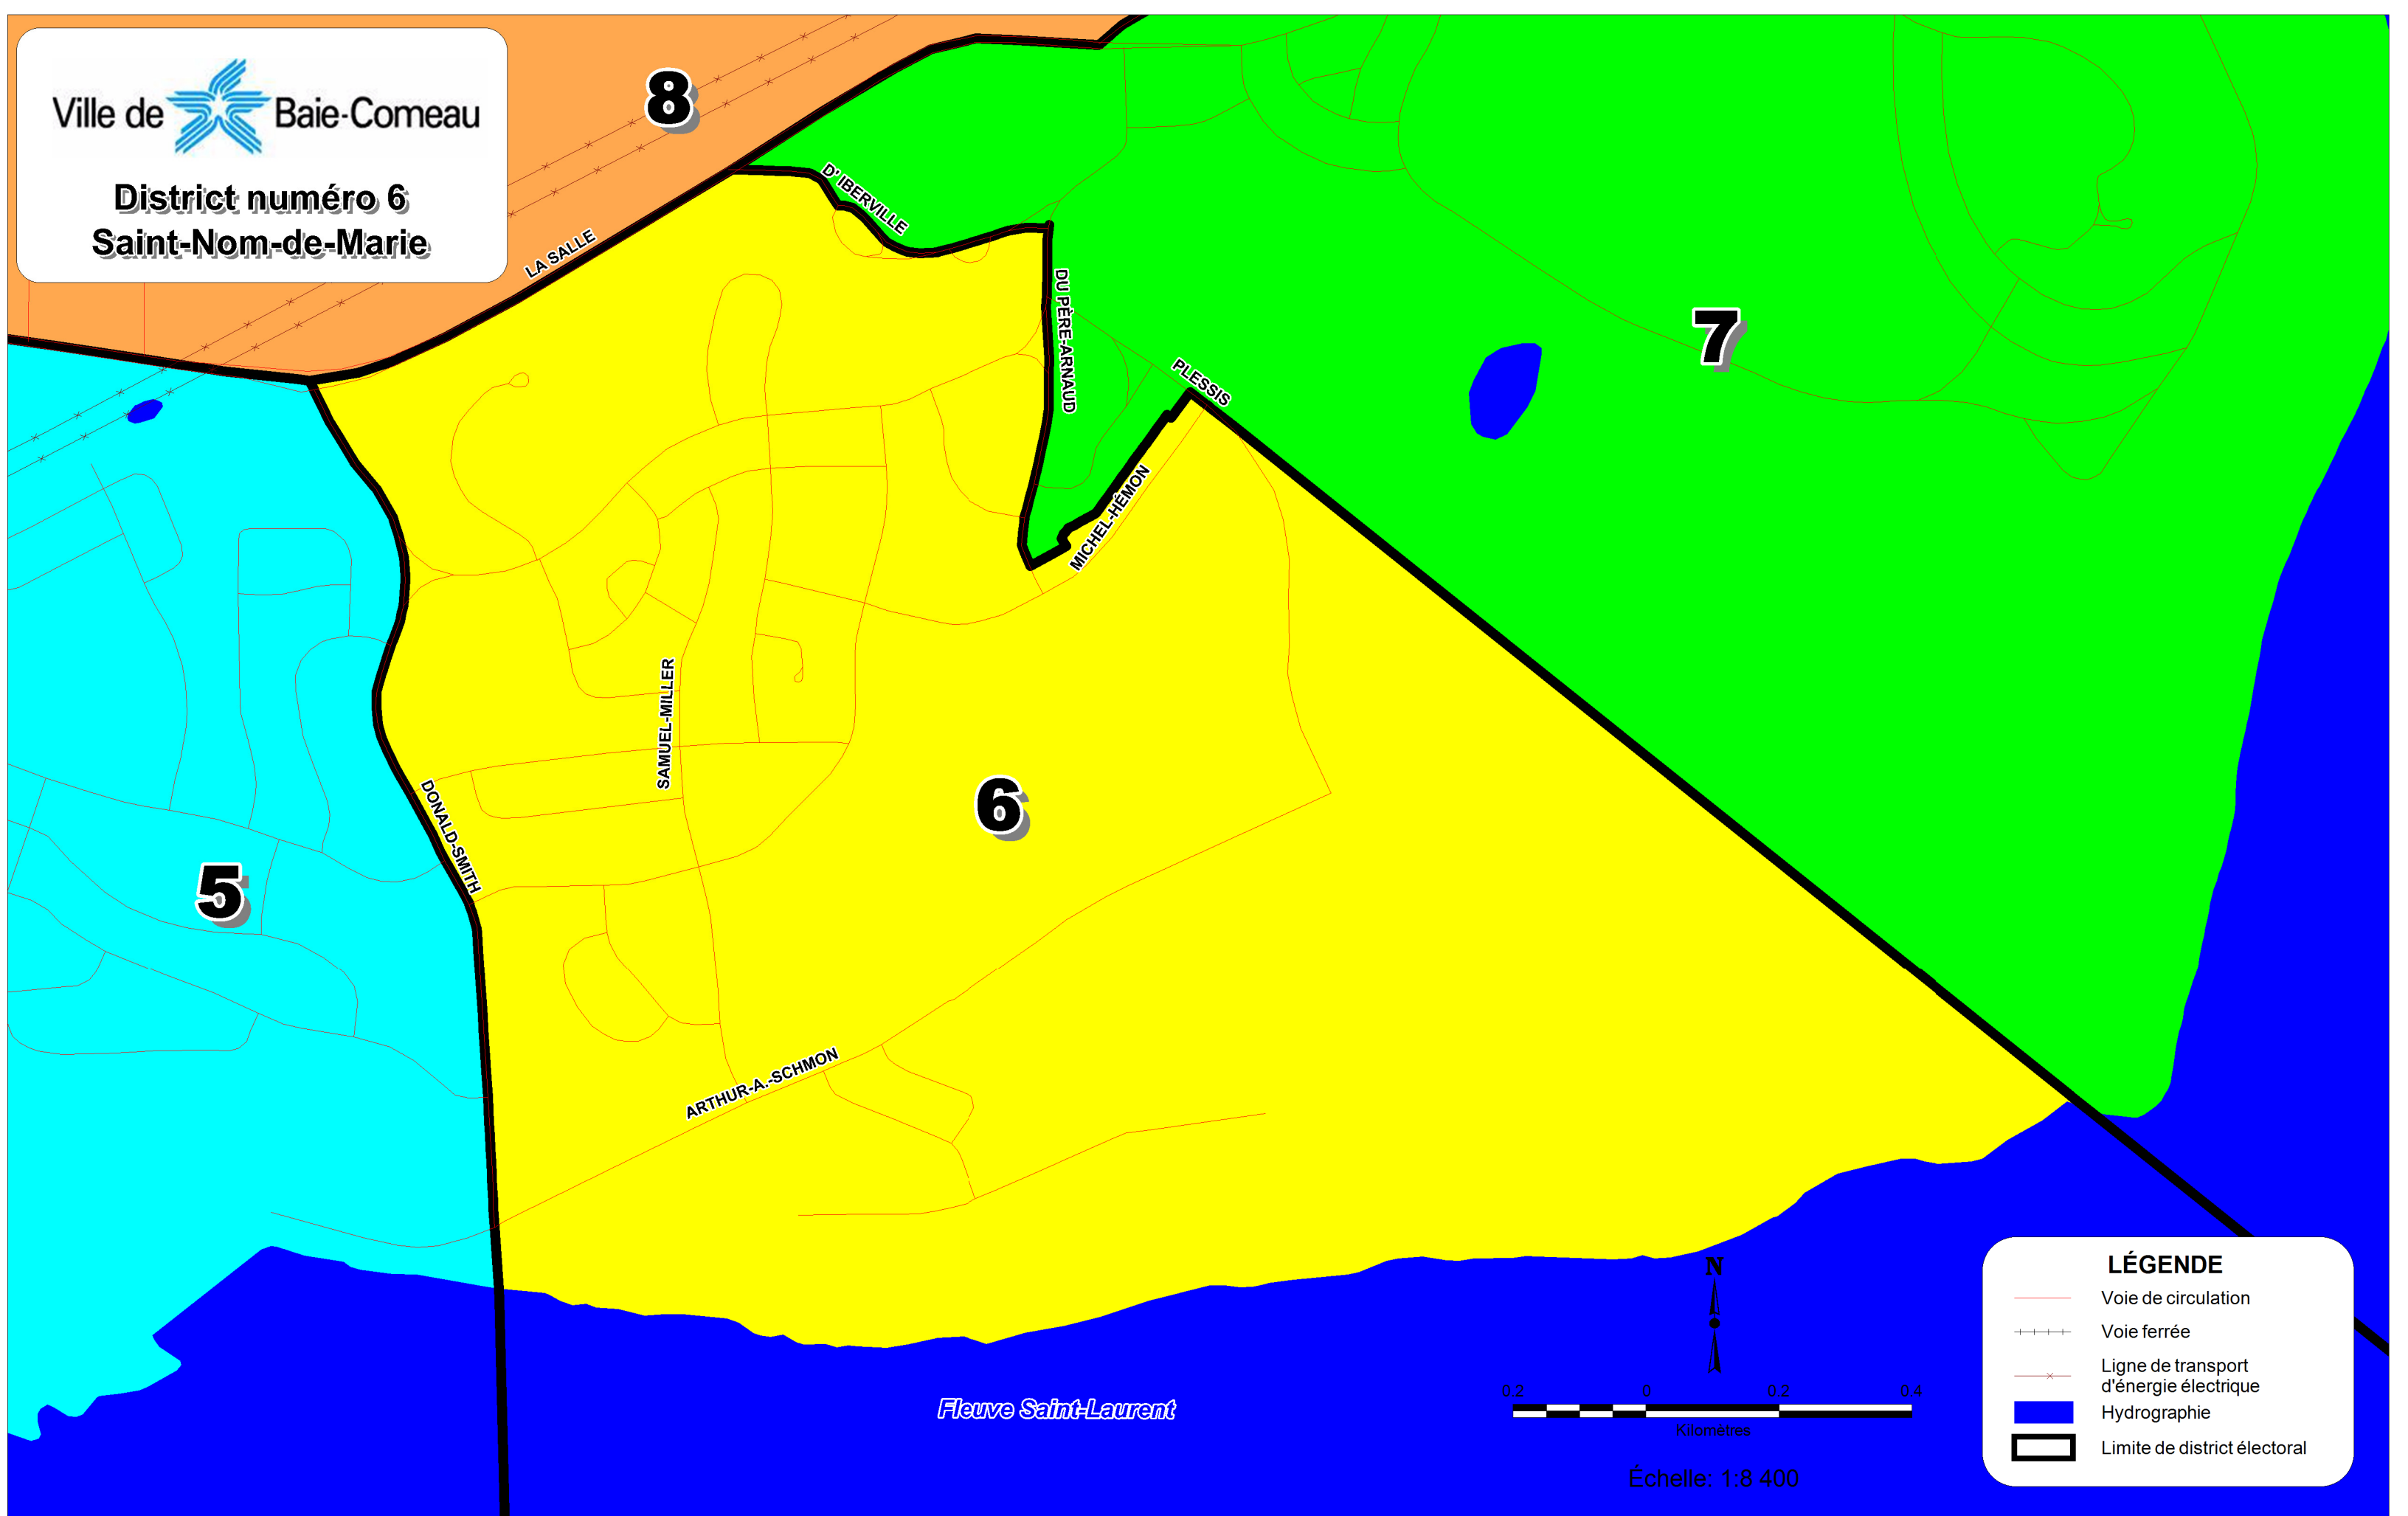 Ville de Baie-Comeau
District numéro 6
Saint-Nom-de-Marie
8
D' IBERVILLE
LA SALLE
DU PÈRE-ARNAUD
PLESSIS
7
MICHEL-HÉMON
SAMUEL-MILLER
DONALD-SMITH
6
5
ARTHUR-A.-SCHMON
Fleuve Saint-Laurent
N
0.2 0 0.2 0.4
Kilomètres
Échelle: 1:8 400
LÉGENDE
Voie de circulation
Voie ferrée
Ligne de transport
d'énergie électrique
Hydrographie
Limite de district électoral